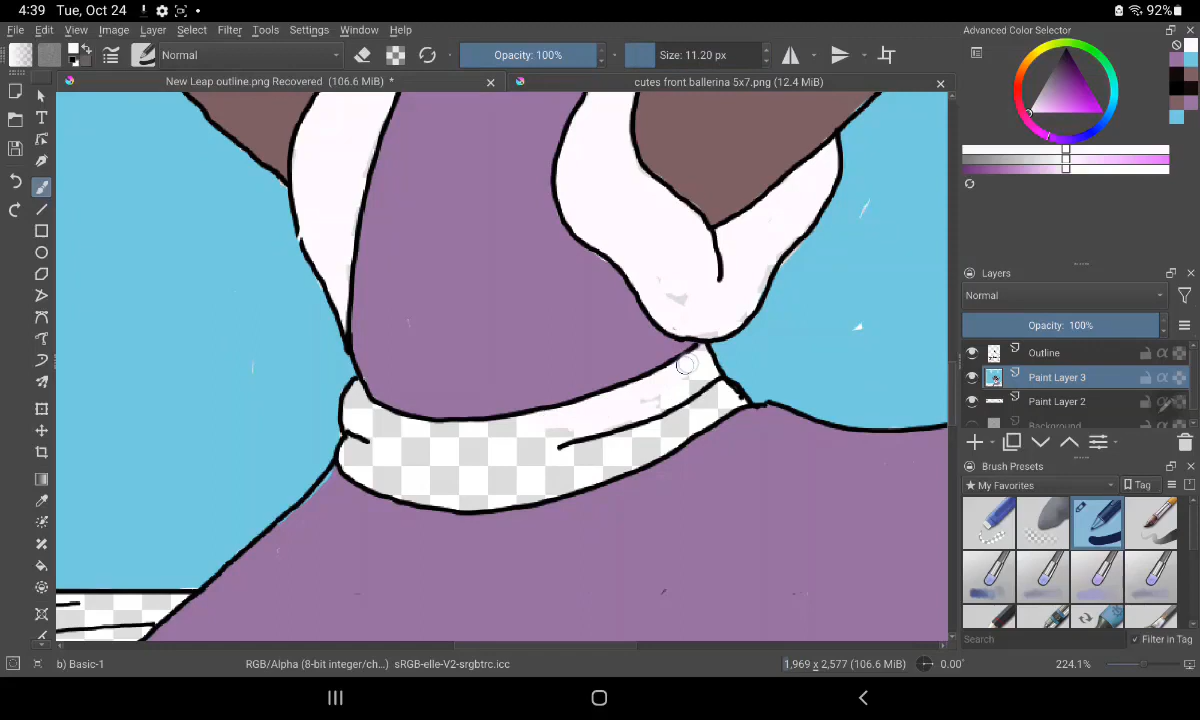 4:39 Tue, Oct 24 92%
File Edit View Image Layer Select Filter Tools Settings Window Help
Advanced Color Selector
Normal Opacity: 100% Size: 11.20 px
New Leap outline.png Recovered (106.6 MiB) * cutes front ballerina 5x7.png (12.4 MiB)
Layers
Normal
Opacity: 100%
Outline
Paint Layer 3
Paint Layer 2
Background
Brush Presets
My Favorites Tag
Search Filter in Tag
b) Basic-1 RGB/Alpha (8-bit integer/ch...) sRGB-elle-V2-srgbtrc.icc 1,969 x 2,577 (106.6 MiB) 0.00° 224.1%